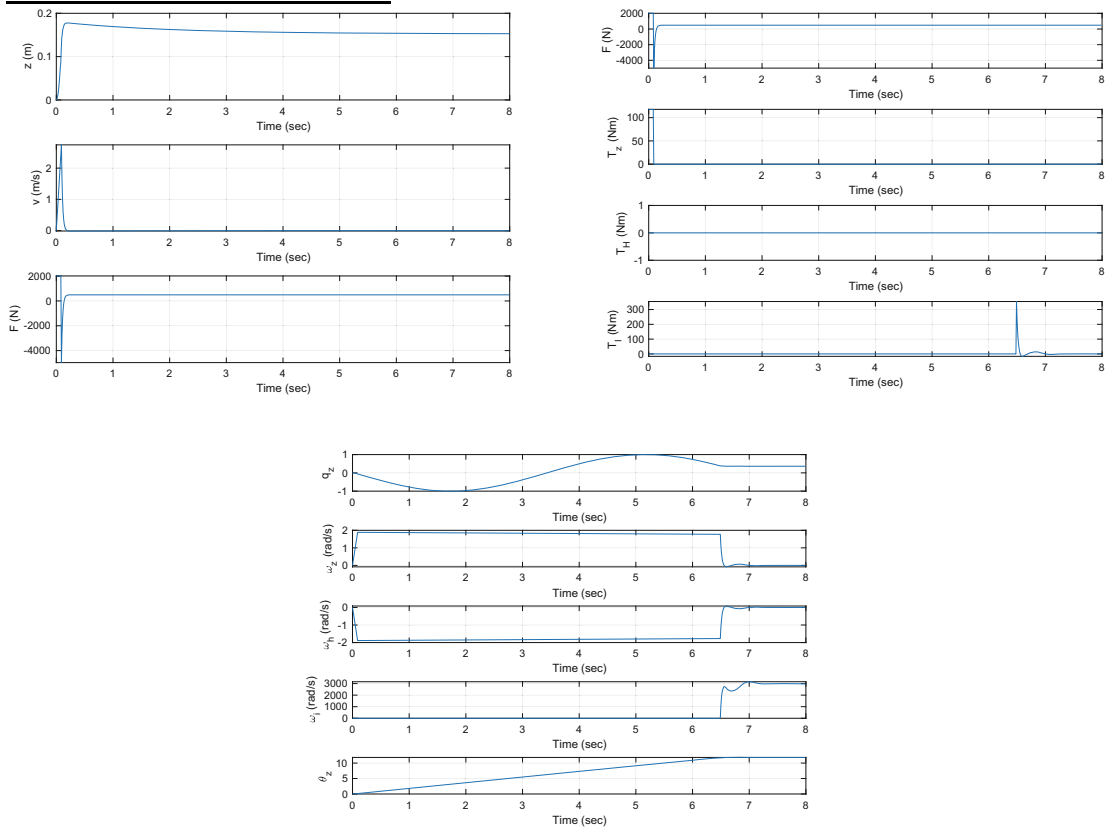 0.2
0.1
0
z (m)
0 1 2 3 4 5 6 7 8
Time (sec)
2
1
0
v (m/s)
0 1 2 3 4 5 6 7 8
Time (sec)
2000
0
-2000
-4000
F (N)
0 1 2 3 4 5 6 7 8
Time (sec)
2000
0
-2000
-4000
F (N)
0 1 2 3 4 5 6 7 8
Time (sec)
100
50
0
T_z (Nm)
0 1 2 3 4 5 6 7 8
Time (sec)
1
0
-1
T_H (Nm)
0 1 2 3 4 5 6 7 8
Time (sec)
300
200
100
0
T_I (Nm)
0 1 2 3 4 5 6 7 8
Time (sec)
1
0
-1
q_z
0 1 2 3 4 5 6 7 8
Time (sec)
2
1
0
ω_z (rad/s)
0 1 2 3 4 5 6 7 8
Time (sec)
0
-1
-2
ω_h (rad/s)
0 1 2 3 4 5 6 7 8
Time (sec)
3000
2000
1000
0
ω_i (rad/s)
0 1 2 3 4 5 6 7 8
Time (sec)
10
5
0
θ_z
0 1 2 3 4 5 6 7 8
Time (sec)